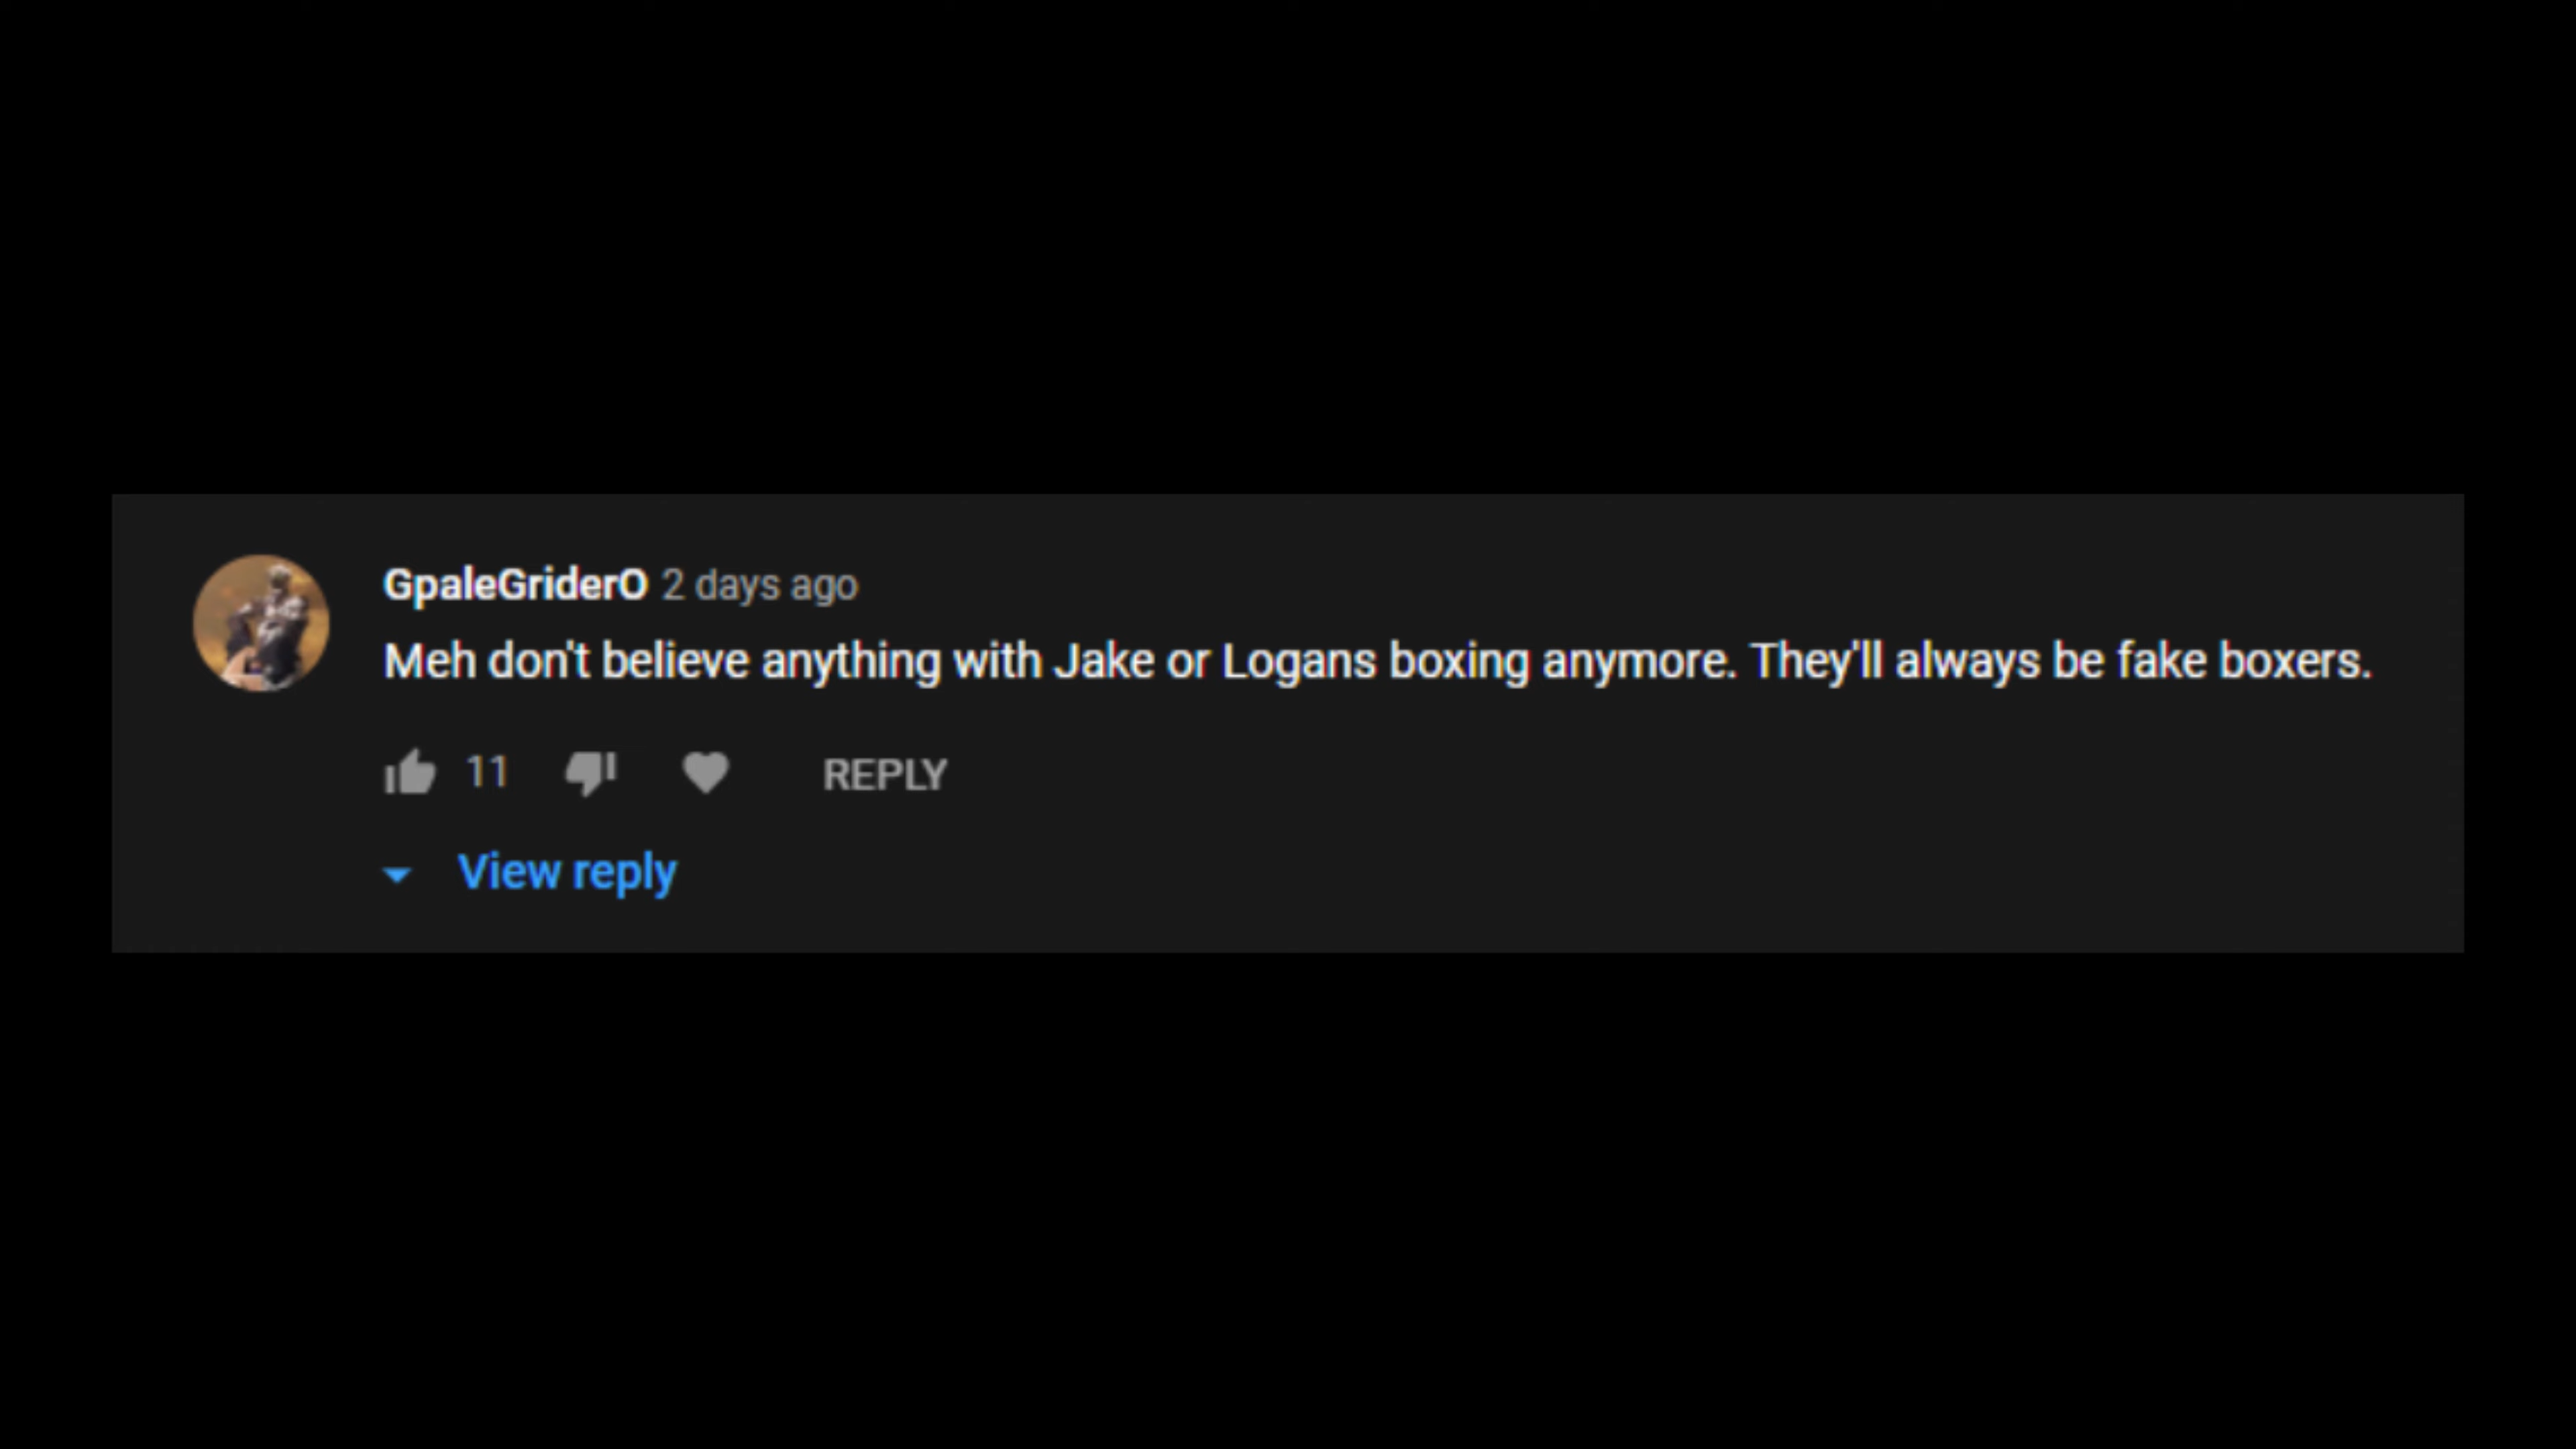 GpaleGriderO 2 days ago
Meh don't believe anything with Jake or Logans boxing anymore. They'll always be fake boxers.
11 REPLY
View reply